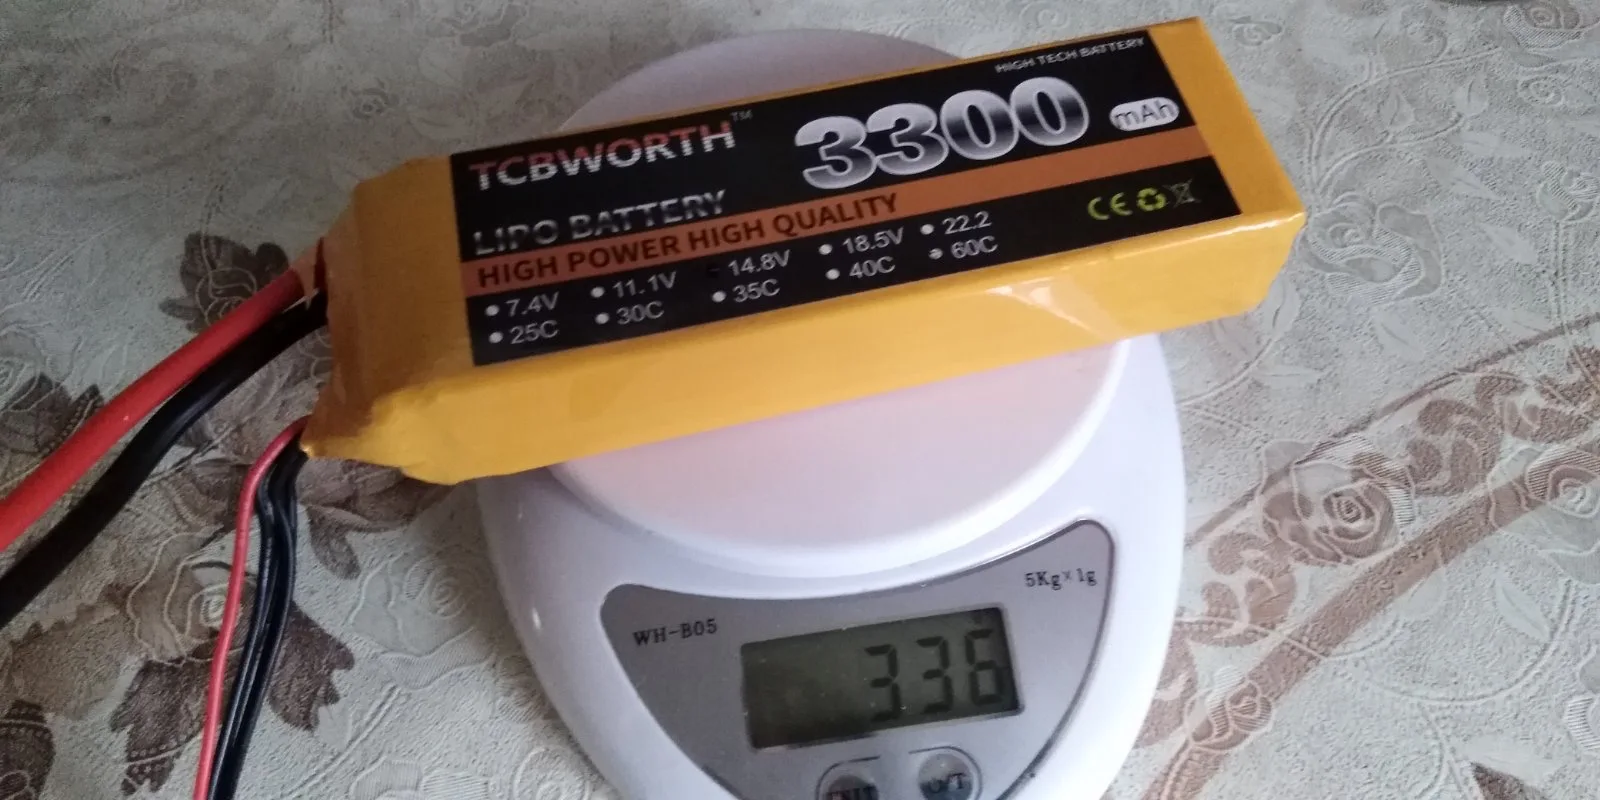 HIGH TECH BATTERY
TCBWORTH™
3300 mAh
LIPO BATTERY
HIGH POWER HIGH QUALITY
7.4V 11.1V 14.8V 18.5V 22.2
25C 30C 35C 40C 60C
CE
5Kg×1g
WH-B05
336
O/T